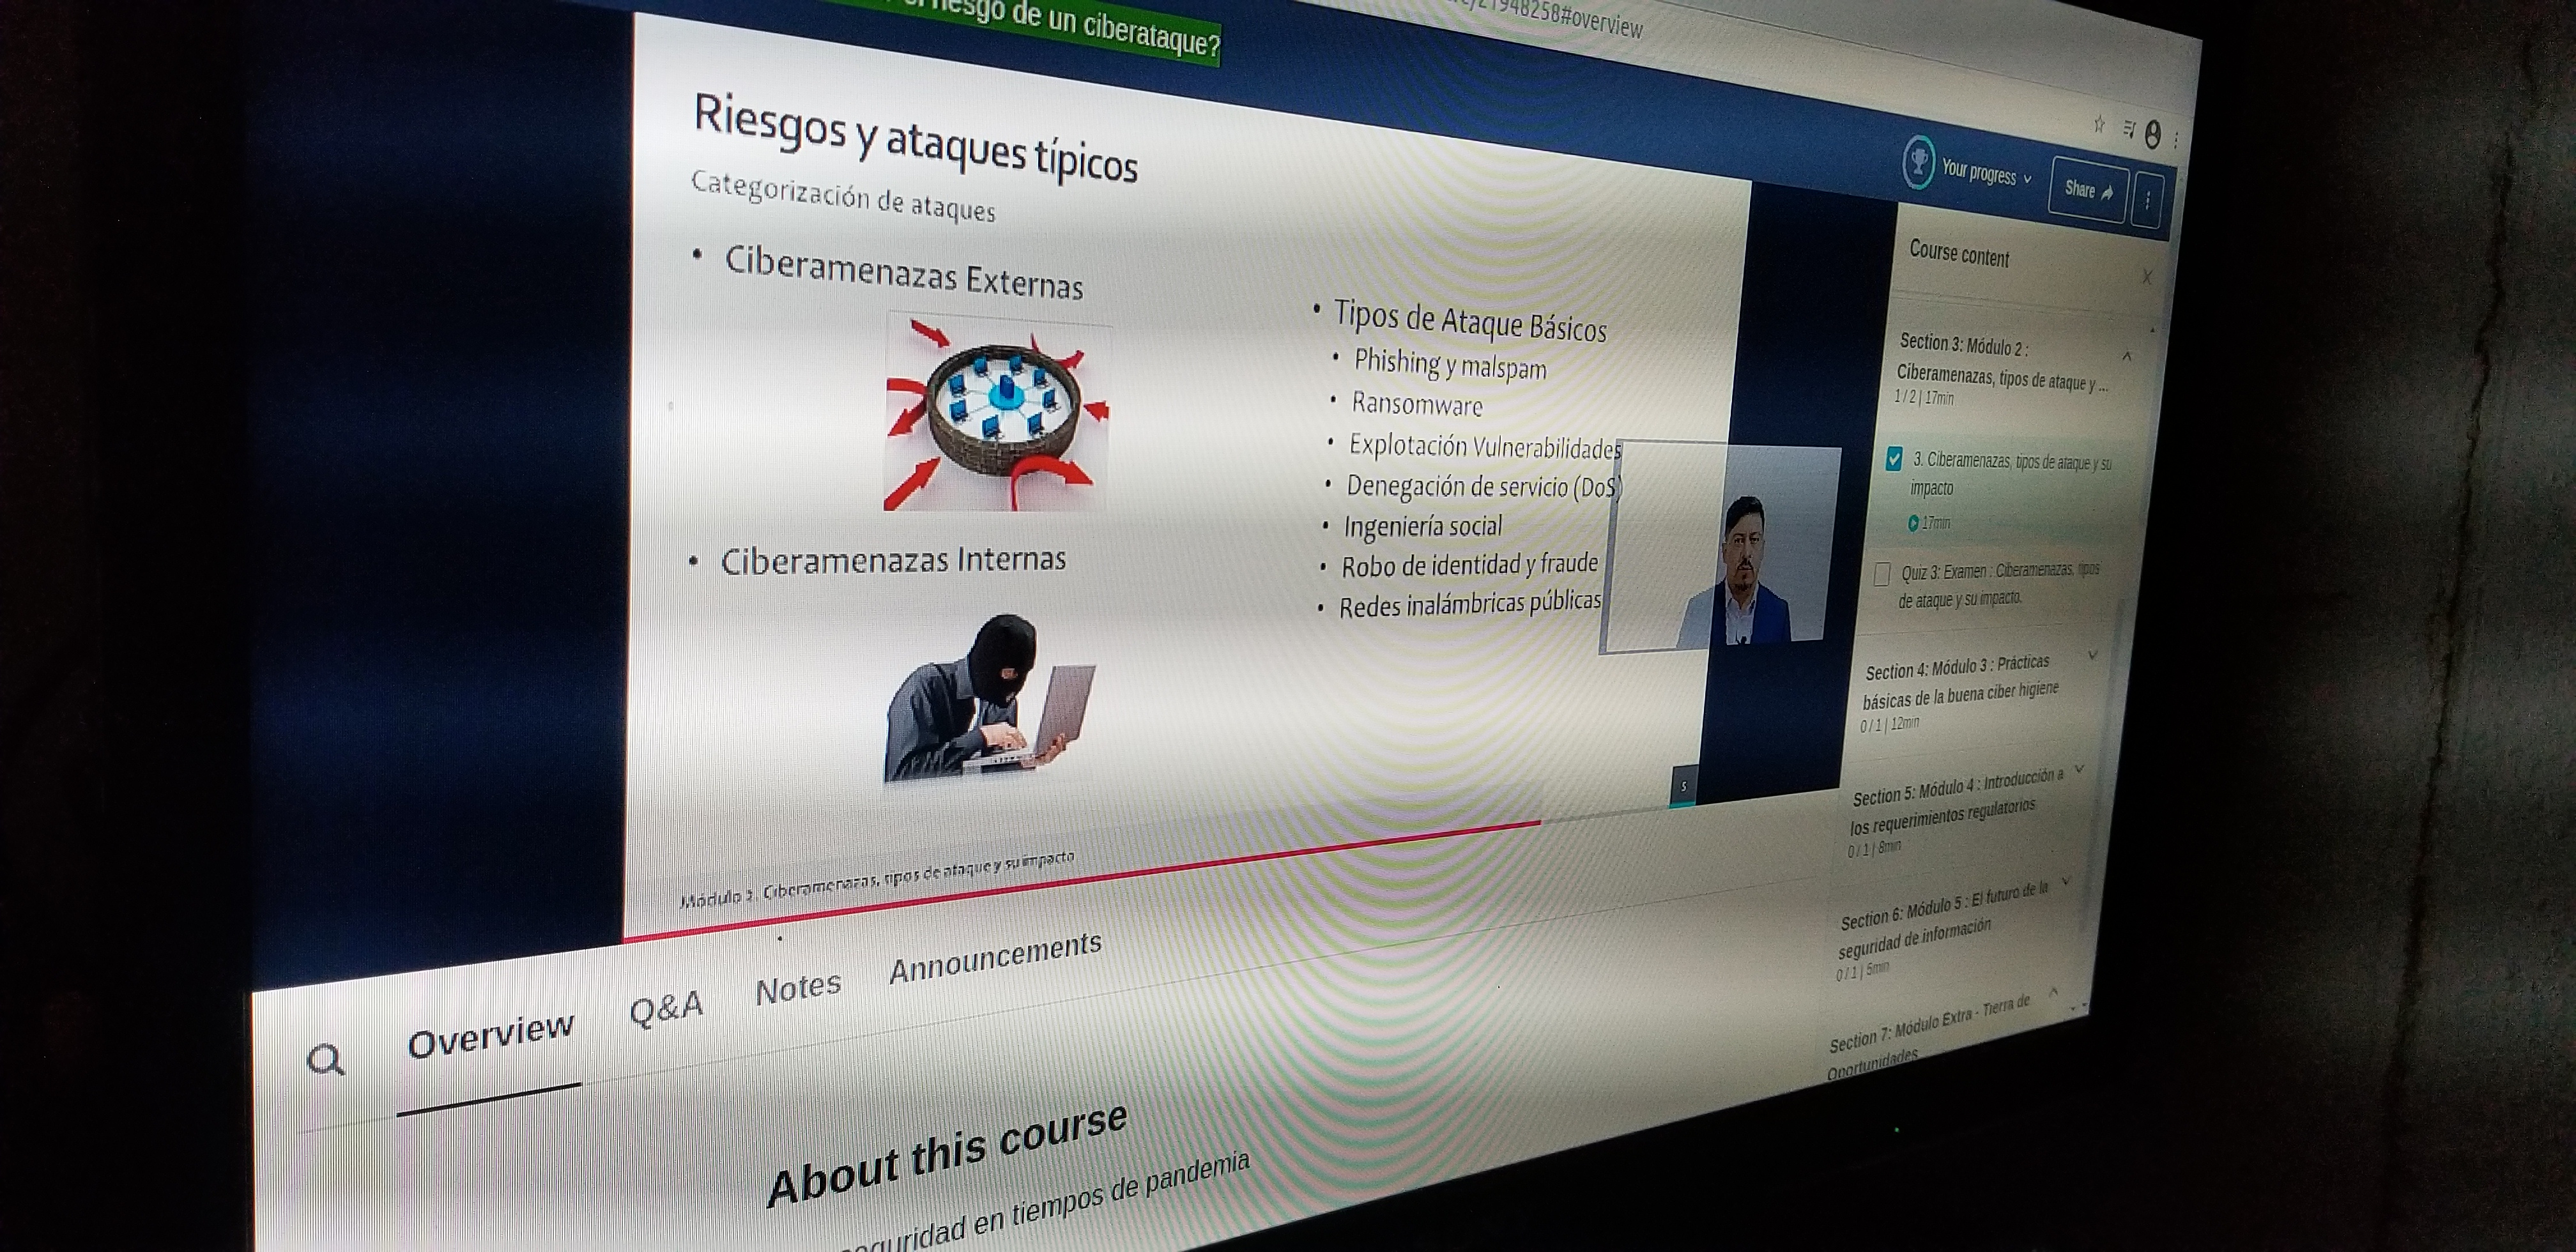 riesgo de un ciberataque?
21948258#overview
Riesgos y ataques típicos
Categorización de ataques
• Ciberamenazas Externas
• Ciberamenazas Internas
• Tipos de Ataque Básicos
• Phishing y malspam
• Ransomware
• Explotación Vulnerabilidades
• Denegación de servicio (DoS)
• Ingeniería social
• Robo de identidad y fraude
• Redes inalámbricas públicas
5
Módulo 2. Ciberamenazas, tipos de ataque y su impacto
Your progress
Share
Course content
Section 3: Módulo 2 :
Ciberamenazas, tipos de ataque y ...
1 / 2 | 17min
3. Ciberamenazas, tipos de ataque y su
impacto
17min
Quiz 3: Examen : Ciberamenazas, tipos
de ataque y su impacto.
Section 4: Módulo 3 : Prácticas
básicas de la buena ciber higiene
0 / 1 | 12min
Section 5: Módulo 4 : Introducción a
los requerimientos regulatorios
0 / 1 | 8min
Section 6: Módulo 5 : El futuro de la
seguridad de información
0 / 1 | 5min
Section 7: Módulo Extra - Tierra de
Oportunidades
Overview
Q&A
Notes
Announcements
About this course
en tiempos de pandemia